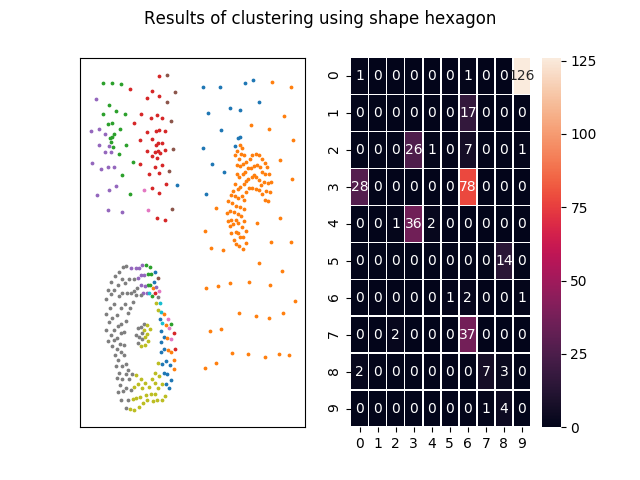 Results of clustering using shape hexagon
0 1 0 0 0 0 0 1 0 0 126
1 0 0 0 0 0 0 17 0 0 0
2 0 0 0 26 1 0 7 0 0 1
3 28 0 0 0 0 0 78 0 0 0
4 0 0 1 36 2 0 0 0 0 0
5 0 0 0 0 0 0 0 0 14 0
6 0 0 0 0 0 1 2 0 0 1
7 0 0 2 0 0 0 37 0 0 0
8 2 0 0 0 0 0 0 7 3 0
9 0 0 0 0 0 0 0 1 4 0
0 1 2 3 4 5 6 7 8 9
125
100
75
50
25
0